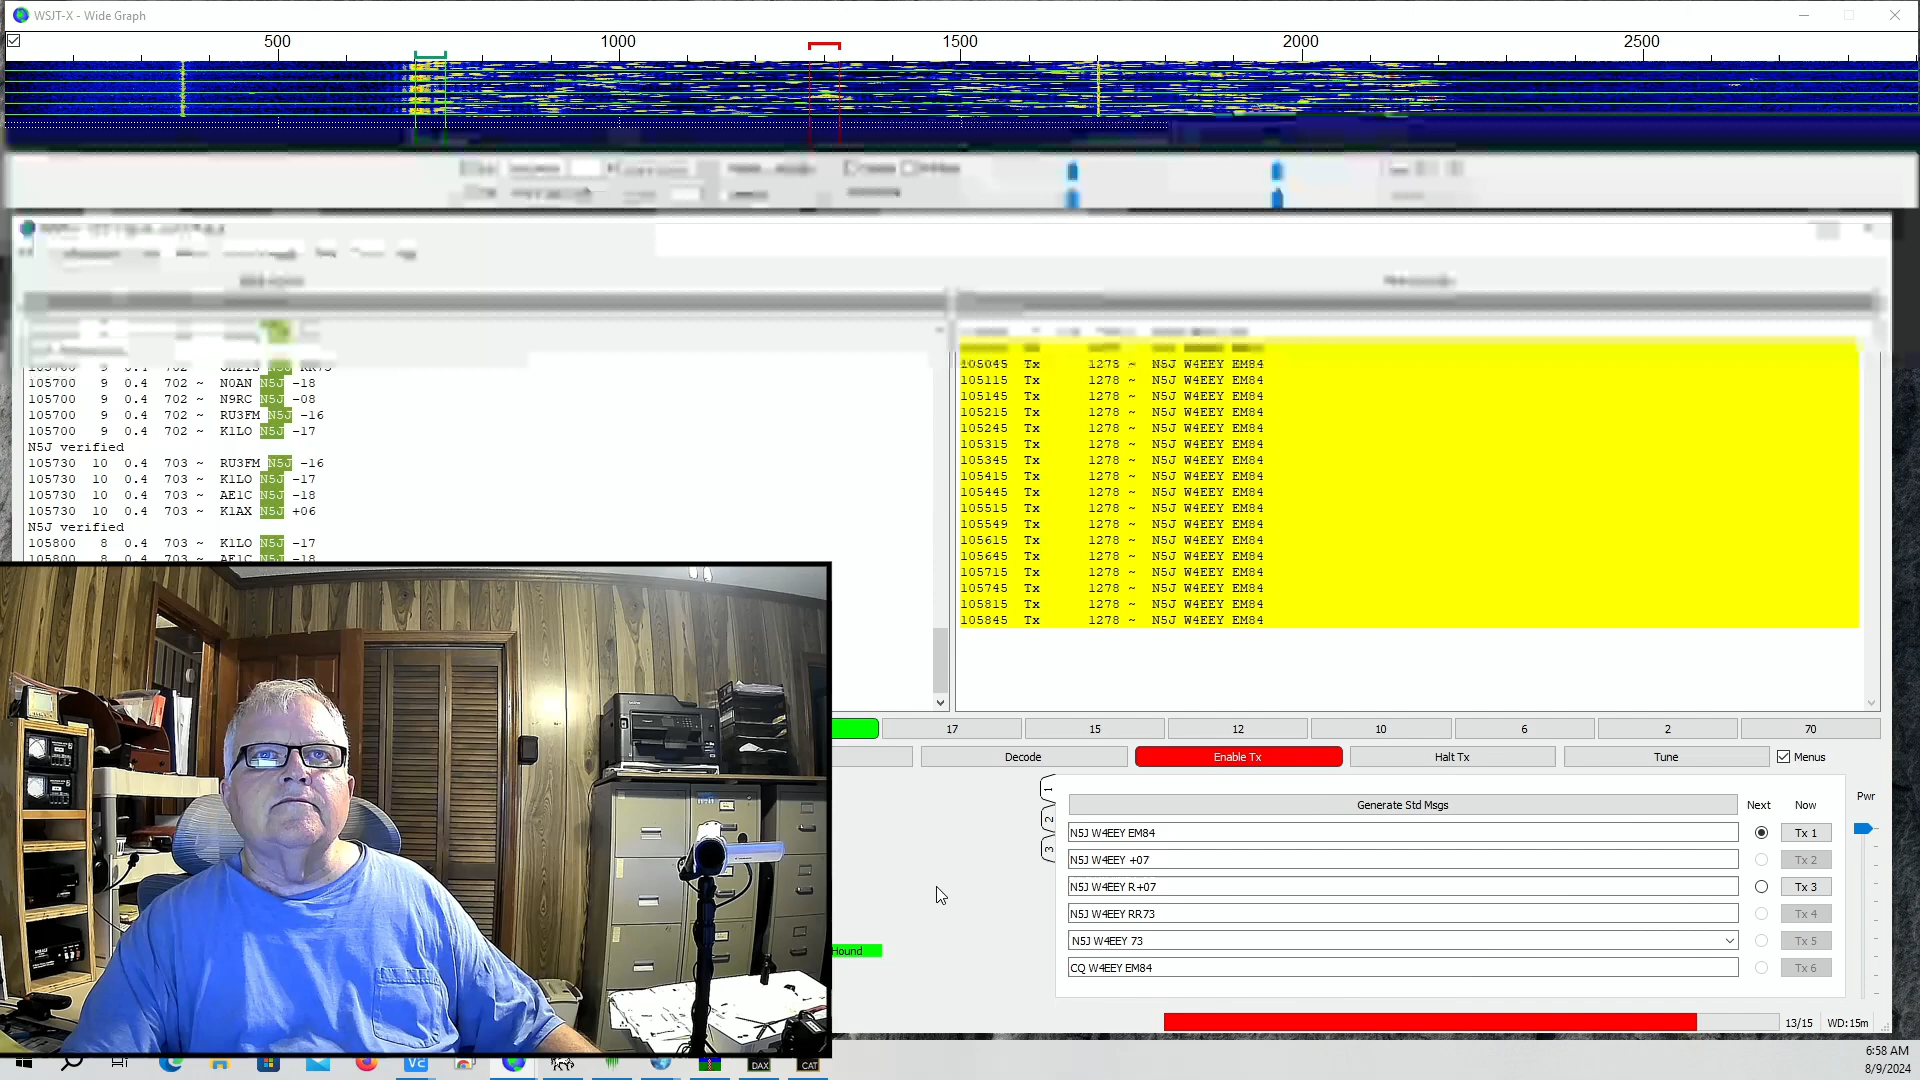 WSJT-X - Wide Graph
500 1000 1500 2000 2500
105700 9 0.4 702 ~ N0AN N5J -18
105700 9 0.4 702 ~ N9RC N5J -08
105700 9 0.4 702 ~ RU3FM N5J -16
105700 9 0.4 702 ~ K1LO N5J -17
N5J verified
105730 10 0.4 703 ~ RU3FM N5J -16
105730 10 0.4 703 ~ K1LO N5J -17
105730 10 0.4 703 ~ AE1C N5J -18
105730 10 0.4 703 ~ K1AX N5J +06
N5J verified
105800 8 0.4 703 ~ K1LO N5J -17
105800 8 0.4 703 ~ AE1C N5J -18
105045 Tx 1278 ~ N5J W4EEY EM84
105115 Tx 1278 ~ N5J W4EEY EM84
105145 Tx 1278 ~ N5J W4EEY EM84
105215 Tx 1278 ~ N5J W4EEY EM84
105245 Tx 1278 ~ N5J W4EEY EM84
105315 Tx 1278 ~ N5J W4EEY EM84
105345 Tx 1278 ~ N5J W4EEY EM84
105415 Tx 1278 ~ N5J W4EEY EM84
105445 Tx 1278 ~ N5J W4EEY EM84
105515 Tx 1278 ~ N5J W4EEY EM84
105549 Tx 1278 ~ N5J W4EEY EM84
105615 Tx 1278 ~ N5J W4EEY EM84
105645 Tx 1278 ~ N5J W4EEY EM84
105715 Tx 1278 ~ N5J W4EEY EM84
105745 Tx 1278 ~ N5J W4EEY EM84
105815 Tx 1278 ~ N5J W4EEY EM84
105845 Tx 1278 ~ N5J W4EEY EM84
17 15 12 10 6 2 70
Decode Enable Tx Halt Tx Tune Menus
1
2
3
Generate Std Msgs Next Now Pwr
N5J W4EEY EM84 Tx 1
N5J W4EEY +07 Tx 2
N5J W4EEY R+07 Tx 3
N5J W4EEY RR73 Tx 4
N5J W4EEY 73 Tx 5
CQ W4EEY EM84 Tx 6
Hound
13/15 WD:15m
DAX CAT
6:58 AM
8/9/2024